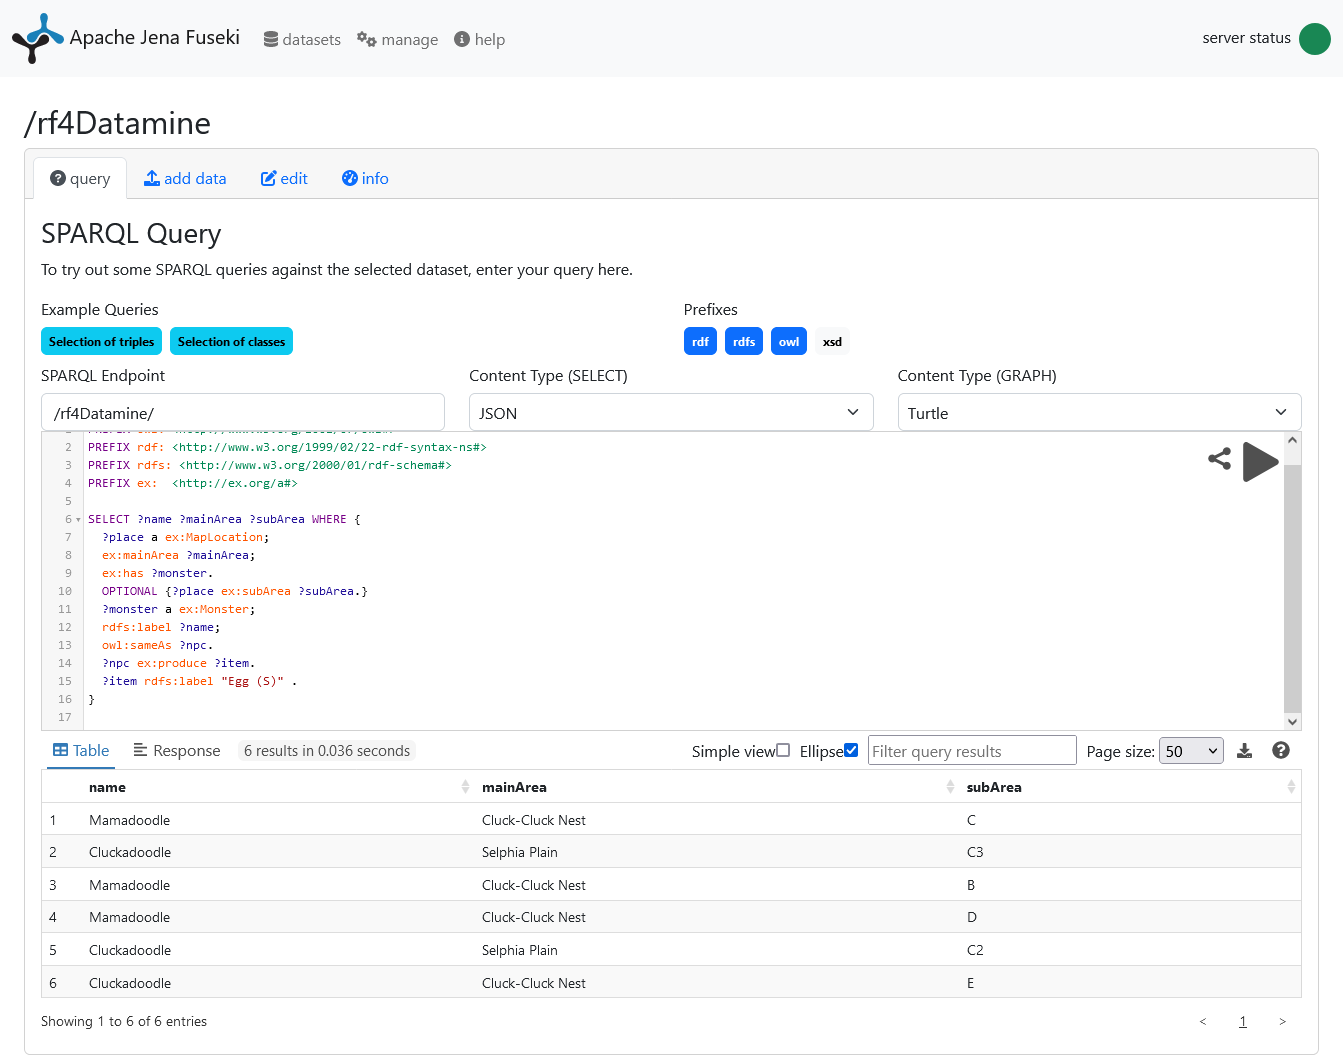 Apache Jena Fuseki datasets manage help server status
/rf4Datamine
query add data edit info
SPARQL Query
To try out some SPARQL queries against the selected dataset, enter your query here.
Example Queries Prefixes
Selection of triples Selection of classes rdf rdfs owl xsd
SPARQL Endpoint Content Type (SELECT) Content Type (GRAPH)
/rf4Datamine/ JSON Turtle
2 PREFIX rdf: <http://www.w3.org/1999/02/22-rdf-syntax-ns#>
3 PREFIX rdfs: <http://www.w3.org/2000/01/rdf-schema#>
4 PREFIX ex: <http://ex.org/a#>
5
6 SELECT ?name ?mainArea ?subArea WHERE {
7 ?place a ex:MapLocation;
8 ex:mainArea ?mainArea;
9 ex:has ?monster.
10 OPTIONAL {?place ex:subArea ?subArea.}
11 ?monster a ex:Monster;
12 rdfs:label ?name;
13 owl:sameAs ?npc.
14 ?npc ex:produce ?item.
15 ?item rdfs:label "Egg (S)" .
16 }
17
Table Response 6 results in 0.036 seconds Simple view Ellipse Filter query results Page size: 50
name mainArea subArea
1 Mamadoodle Cluck-Cluck Nest C
2 Cluckadoodle Selphia Plain C3
3 Mamadoodle Cluck-Cluck Nest B
4 Mamadoodle Cluck-Cluck Nest D
5 Cluckadoodle Selphia Plain C2
6 Cluckadoodle Cluck-Cluck Nest E
Showing 1 to 6 of 6 entries < 1 >